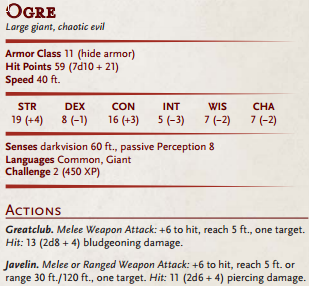 OGRE
Large giant, chaotic evil
Armor Class 11 (hide armor)
Hit Points 59 (7d10 + 21)
Speed 40 ft.
STR DEX CON INT WIS CHA
19 (+4) 8 (−1) 16 (+3) 5 (−3) 7 (−2) 7 (−2)
Senses darkvision 60 ft., passive Perception 8
Languages Common, Giant
Challenge 2 (450 XP)
ACTIONS
Greatclub. Melee Weapon Attack: +6 to hit, reach 5 ft., one target.
Hit: 13 (2d8 + 4) bludgeoning damage.
Javelin. Melee or Ranged Weapon Attack: +6 to hit, reach 5 ft. or
range 30 ft./120 ft., one target. Hit: 11 (2d6 + 4) piercing damage.